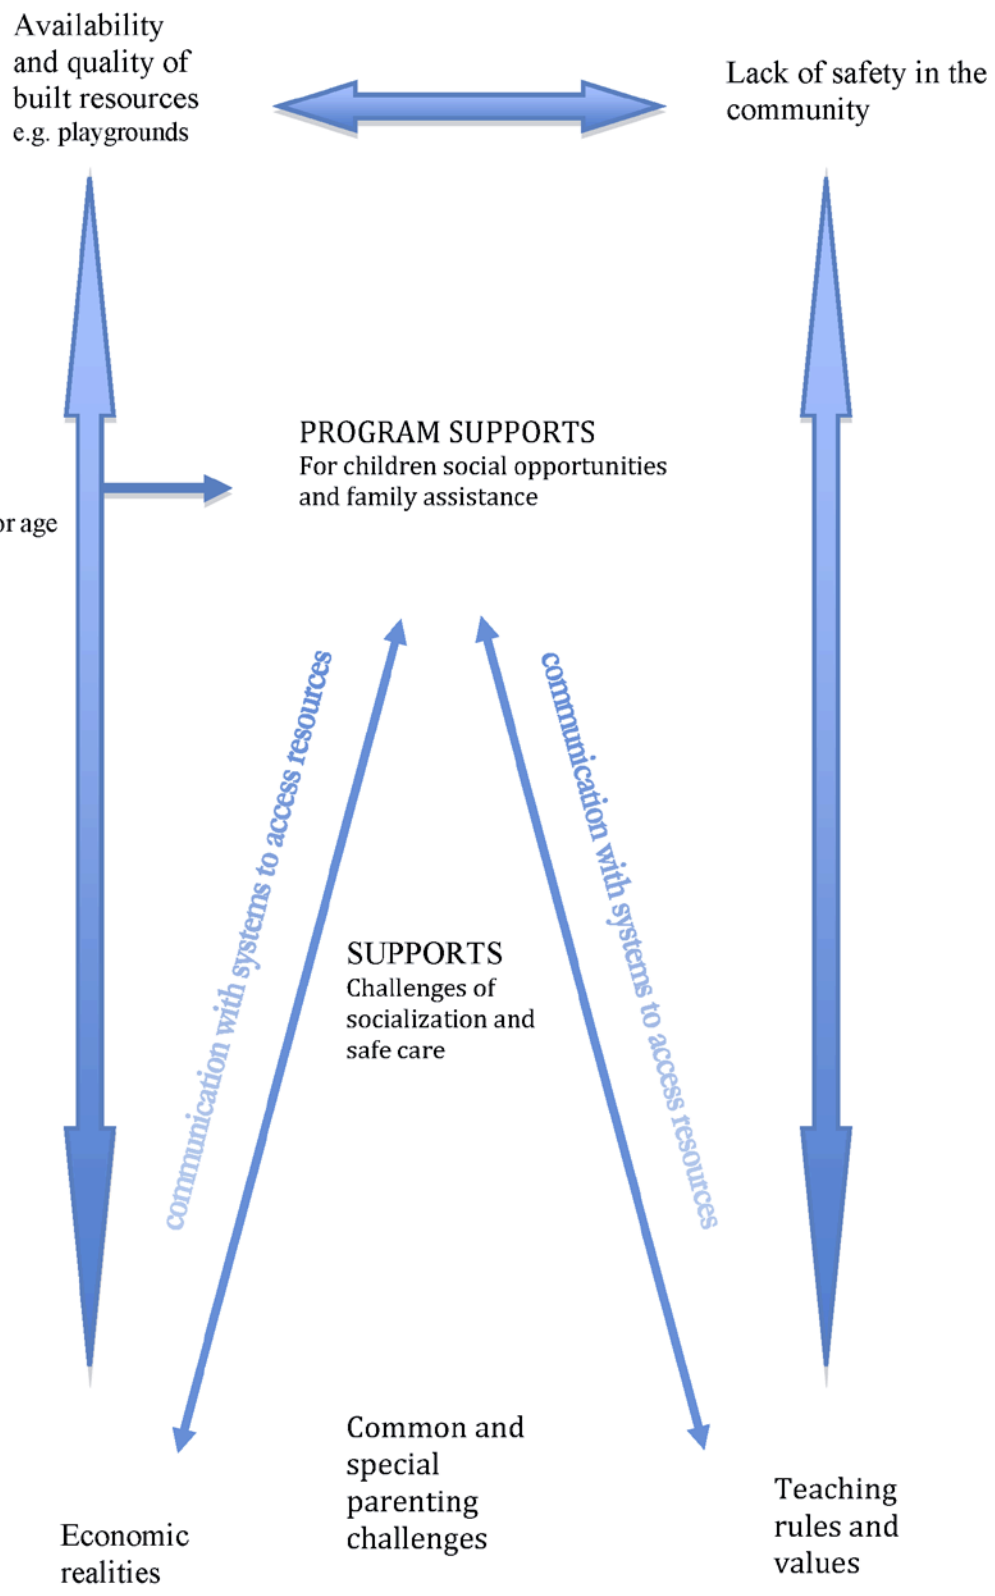 Availability
and quality of
built resources
e.g. playgrounds
Lack of safety in the
community
PROGRAM SUPPORTS
For children social opportunities
and family assistance
or age
communication with systems to access resources
communication with systems to access resources
SUPPORTS
Challenges of
socialization and
safe care
Common and
special
parenting
challenges
Teaching
rules and
values
Economic
realities